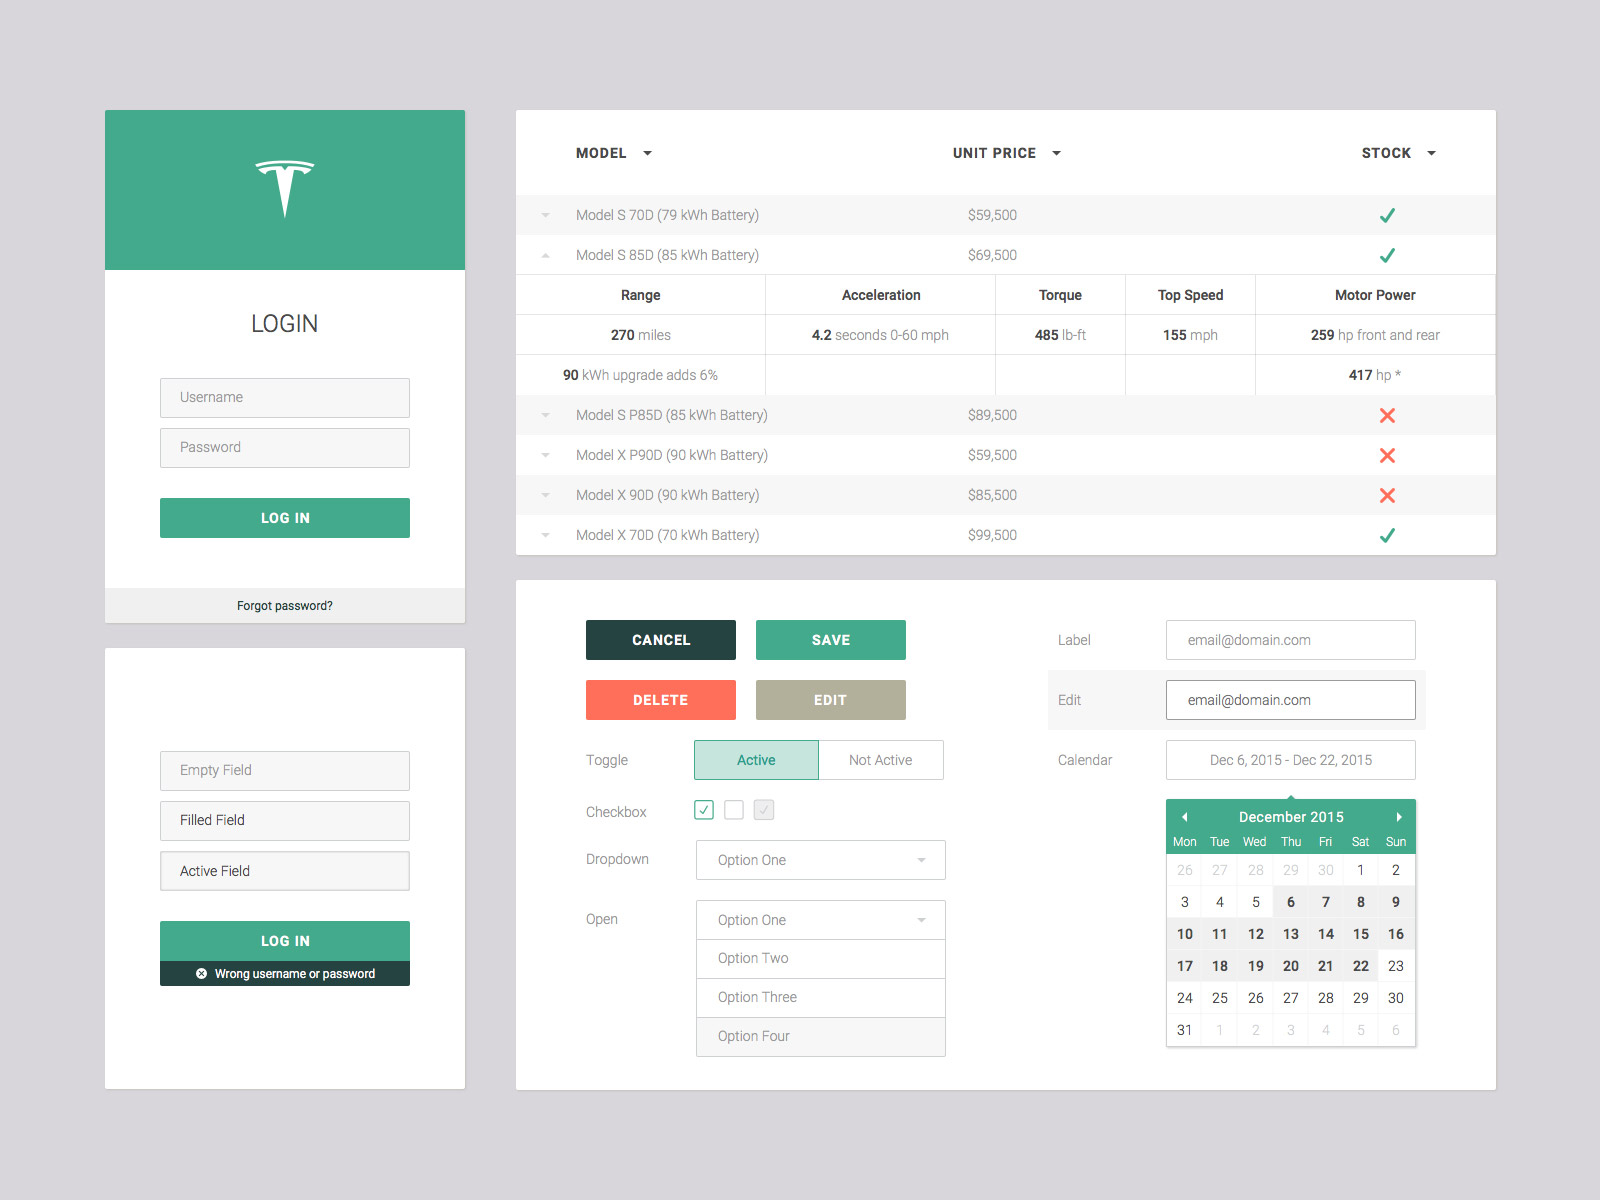 LOGIN
Username
Password
LOG IN
Forgot password?
MODEL UNIT PRICE STOCK
Model S 70D (79 kWh Battery) $59,500
Model S 85D (85 kWh Battery) $69,500
Range Acceleration Torque Top Speed Motor Power
270 miles 4.2 seconds 0-60 mph 485 lb-ft 155 mph 259 hp front and rear
90 kWh upgrade adds 6% 417 hp *
Model S P85D (85 kWh Battery) $89,500
Model X P90D (90 kWh Battery) $59,500
Model X 90D (90 kWh Battery) $85,500
Model X 70D (70 kWh Battery) $99,500
Empty Field
Filled Field
Active Field
LOG IN
Wrong username or password
CANCEL SAVE
DELETE EDIT
Toggle Active Not Active
Checkbox
Dropdown Option One
Open Option One
Option Two
Option Three
Option Four
Label email@domain.com
Edit email@domain.com
Calendar Dec 6, 2015 - Dec 22, 2015
December 2015
Mon Tue Wed Thu Fri Sat Sun
26 27 28 29 30 1 2
3 4 5 6 7 8 9
10 11 12 13 14 15 16
17 18 19 20 21 22 23
24 25 26 27 28 29 30
31 1 2 3 4 5 6